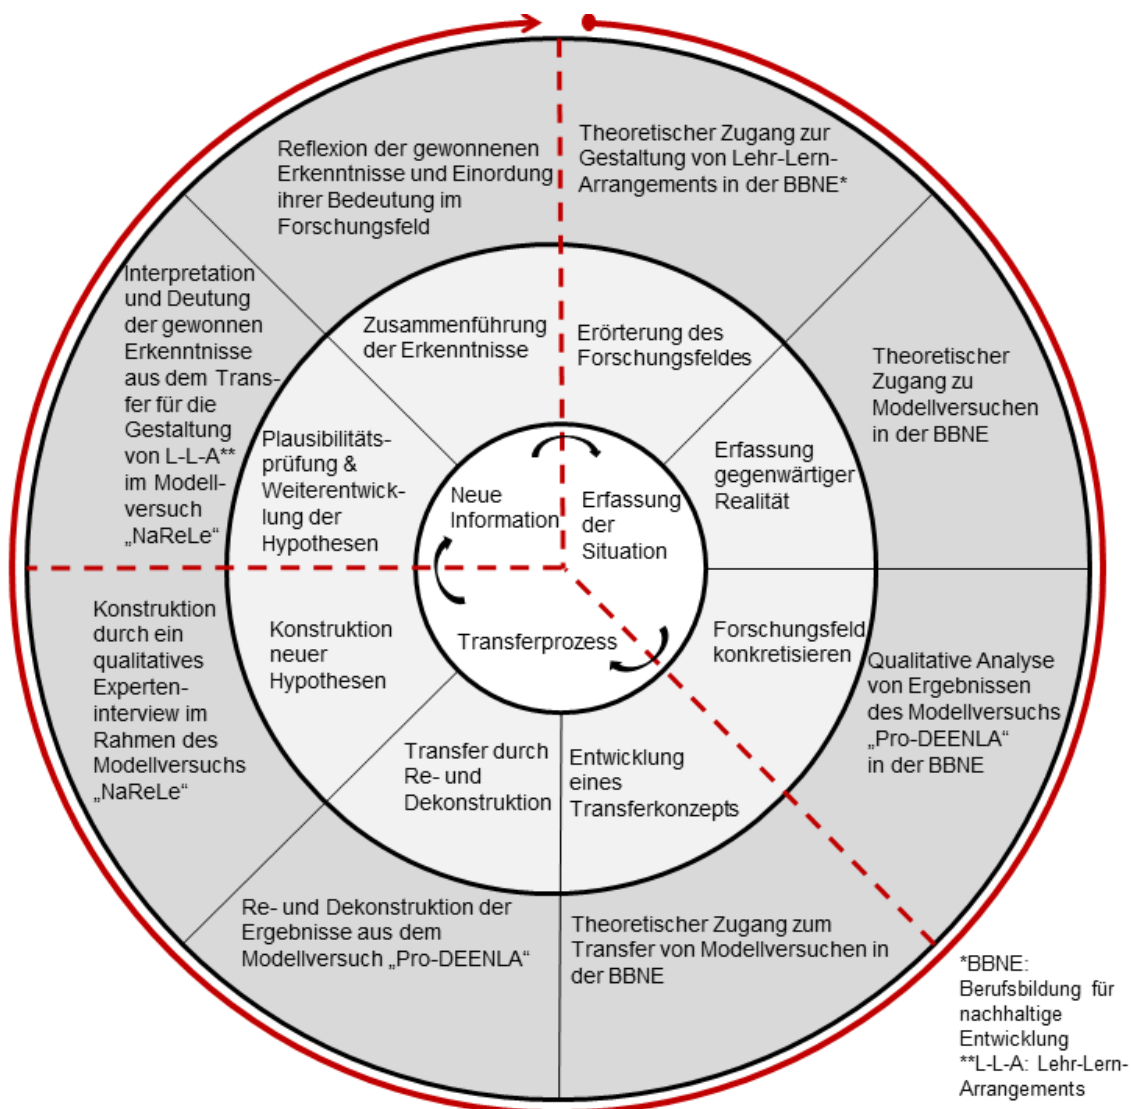 Theoretischer Zugang zur
Gestaltung von Lehr-Lern-
Arrangements in der BBNE*
Theoretischer
Zugang zu
Modellversuchen
in der BBNE
Qualitative Analyse
von Ergebnissen
des Modellversuchs
„Pro-DEENLA“
in der BBNE
Theoretischer Zugang zum
Transfer von Modellversuchen in
der BBNE
Re- und Dekonstruktion der
Ergebnisse aus dem
Modellversuch „Pro-DEENLA“
Konstruktion
durch ein
qualitatives
Experten-
interview im
Rahmen des
Modellversuchs
„NaReLe“
Interpretation
und Deutung
der gewonnen
Erkenntnisse
aus dem Trans-
fer für die
Gestaltung
von L-L-A**
im Modell-
versuch
„NaReLe“
Reflexion der gewonnenen
Erkenntnisse und Einordung
ihrer Bedeutung im
Forschungsfeld
Erörterung des
Forschungsfeldes
Erfassung
gegenwärtiger
Realität
Forschungsfeld
konkretisieren
Entwicklung
eines
Transferkonzepts
Transfer durch
Re- und
Dekonstruktion
Konstruktion
neuer
Hypothesen
Plausibilitäts-
prüfung &
Weiterentwick-
lung der
Hypothesen
Zusammenführung
der Erkenntnisse
Erfassung
der
Situation
Transferprozess
Neue
Information
*BBNE:
Berufsbildung für
nachhaltige
Entwicklung
**L-L-A: Lehr-Lern-
Arrangements